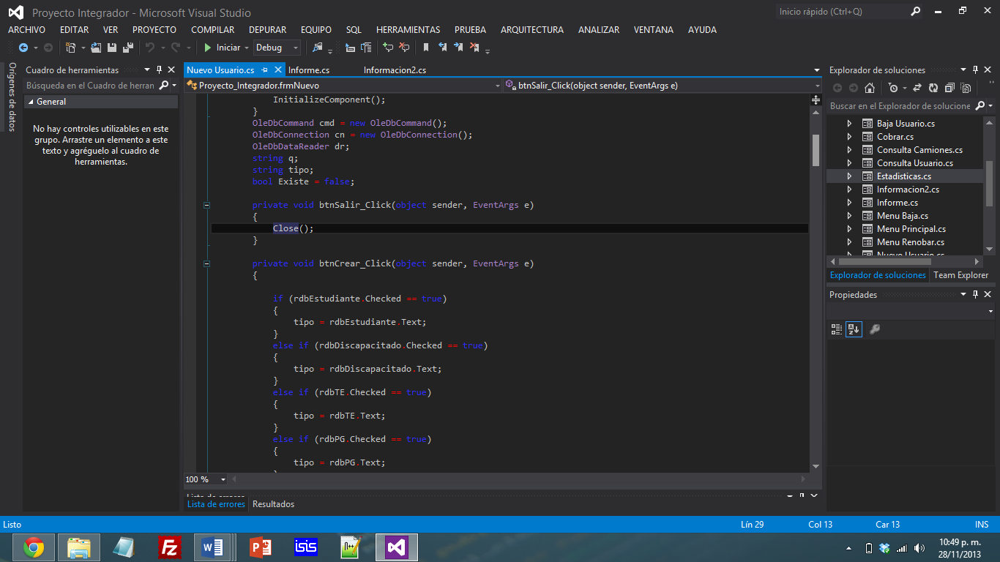 Proyecto Integrador - Microsoft Visual Studio
Inicio rápido (Ctrl+Q)
ARCHIVO EDITAR VER PROYECTO COMPILAR DEPURAR EQUIPO SQL HERRAMIENTAS PRUEBA ARQUITECTURA ANALIZAR VENTANA AYUDA
Iniciar Debug
Orígenes de datos
Cuadro de herramientas
Búsqueda en el Cuadro de herran
General
No hay controles utilizables en este
grupo. Arrastre un elemento a este
texto y agréguelo al cuadro de
herramientas.
Nuevo Usuario.cs Informe.cs Informacion2.cs
Proyecto_Integrador.frmNuevo btnSalir_Click(object sender, EventArgs e)
InitializeComponent();
}
OleDbCommand cmd = new OleDbCommand();
OleDbConnection cn = new OleDbConnection();
OleDbDataReader dr;
string q;
string tipo;
bool Existe = false;
private void btnSalir_Click(object sender, EventArgs e)
{
Close();
}
private void btnCrear_Click(object sender, EventArgs e)
{
if (rdbEstudiante.Checked == true)
{
tipo = rdbEstudiante.Text;
}
else if (rdbDiscapacitado.Checked == true)
{
tipo = rdbDiscapacitado.Text;
}
else if (rdbTE.Checked == true)
{
tipo = rdbTE.Text;
}
else if (rdbPG.Checked == true)
{
tipo = rdbPG.Text;
100 %
Lista de errores
Lista de errores Resultados
Explorador de soluciones
Buscar en el Explorador de solucione
Baja Usuario.cs
Cobrar.cs
Consulta Camiones.cs
Consulta Usuario.cs
Estadisticas.cs
Informacion2.cs
Informe.cs
Menu Baja.cs
Menu Principal.cs
Menu Renobar.cs
Nuevo Usuario.cs
Explorador de soluciones Team Explorer
Propiedades
Listo Lín 29 Col 13 Car 13 INS
isis
10:49 p. m.
28/11/2013